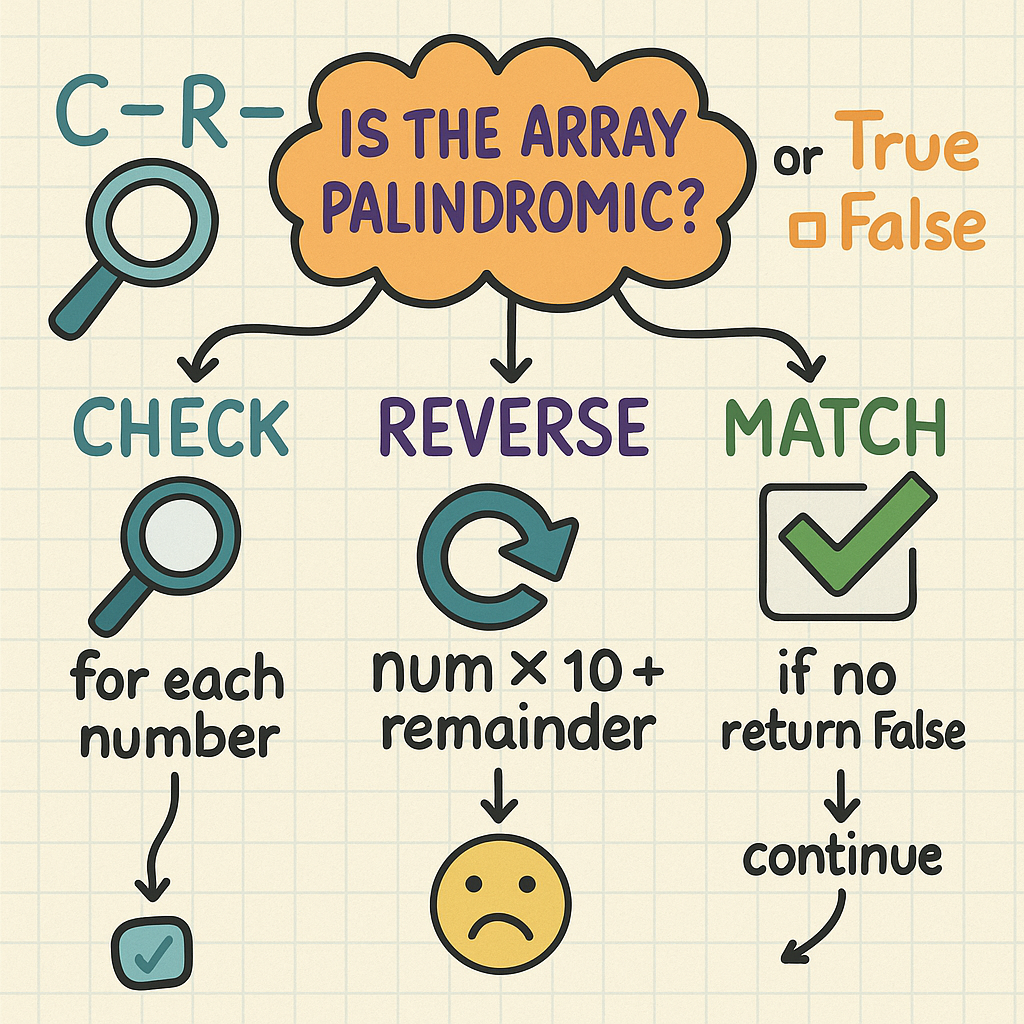 C-R-
IS THE ARRAY
PALINDROMIC?
or True
False
CHECK
REVERSE
MATCH
for each
number
num × 10 +
remainder
if no
return False
continue